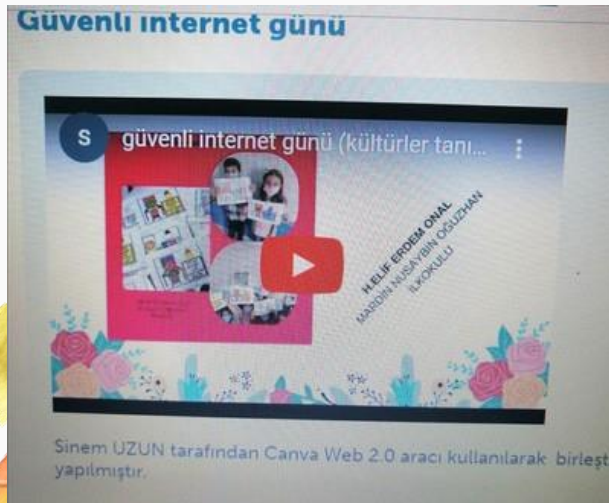 Güvenli internet günü
S
güvenli internet günü (kültürler tanı...
H.ELİF ERDEM ONAL
MARDİN NUSAYBİN OĞUZHAN
İLKOKULU
Sinem UZUN tarafından Canva Web 2.0 aracı kullanılarak birleşt
yapılmıştır.